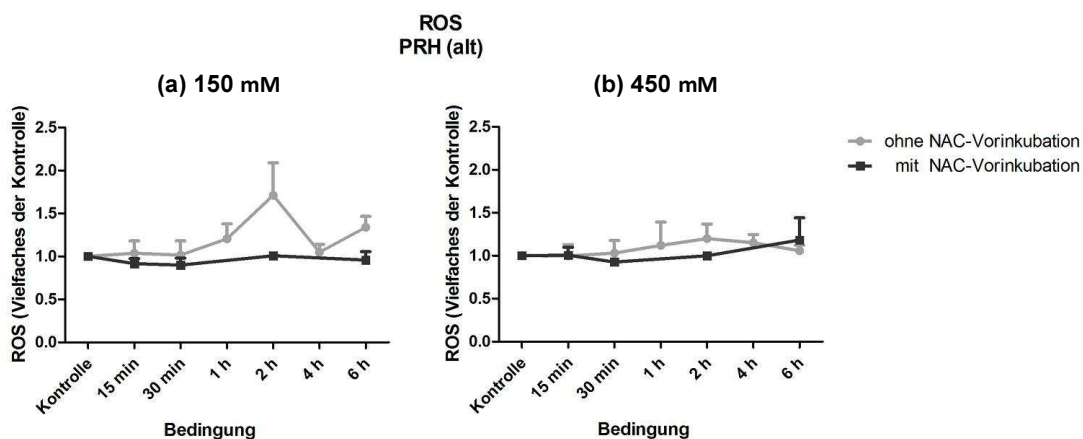 ROS
PRH (alt)
(a) 150 mM
ROS (Vielfaches der Kontrolle)
2.5
2.0
1.5
1.0
0.5
0.0
Kontrolle
15 min
30 min
1 h
2 h
4 h
6 h
Bedingung
(b) 450 mM
ROS (Vielfaches der Kontrolle)
2.5
2.0
1.5
1.0
0.5
0.0
Kontrolle
15 min
30 min
1 h
2 h
4 h
6 h
Bedingung
ohne NAC-Vorinkubation
mit NAC-Vorinkubation